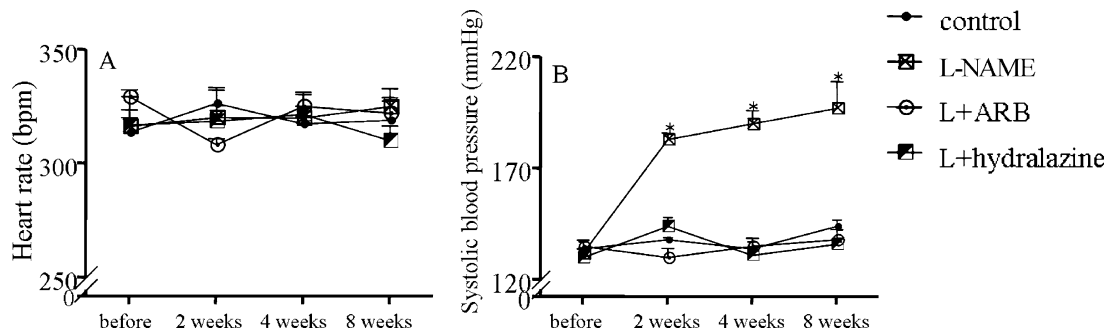 A
Heart rate (bpm)
350
300
250
0
before 2 weeks 4 weeks 8 weeks
B
Systolic blood pressure (mmHg)
220
170
120
0
*
*
*
before 2 weeks 4 weeks 8 weeks
control
L-NAME
L+ARB
L+hydralazine